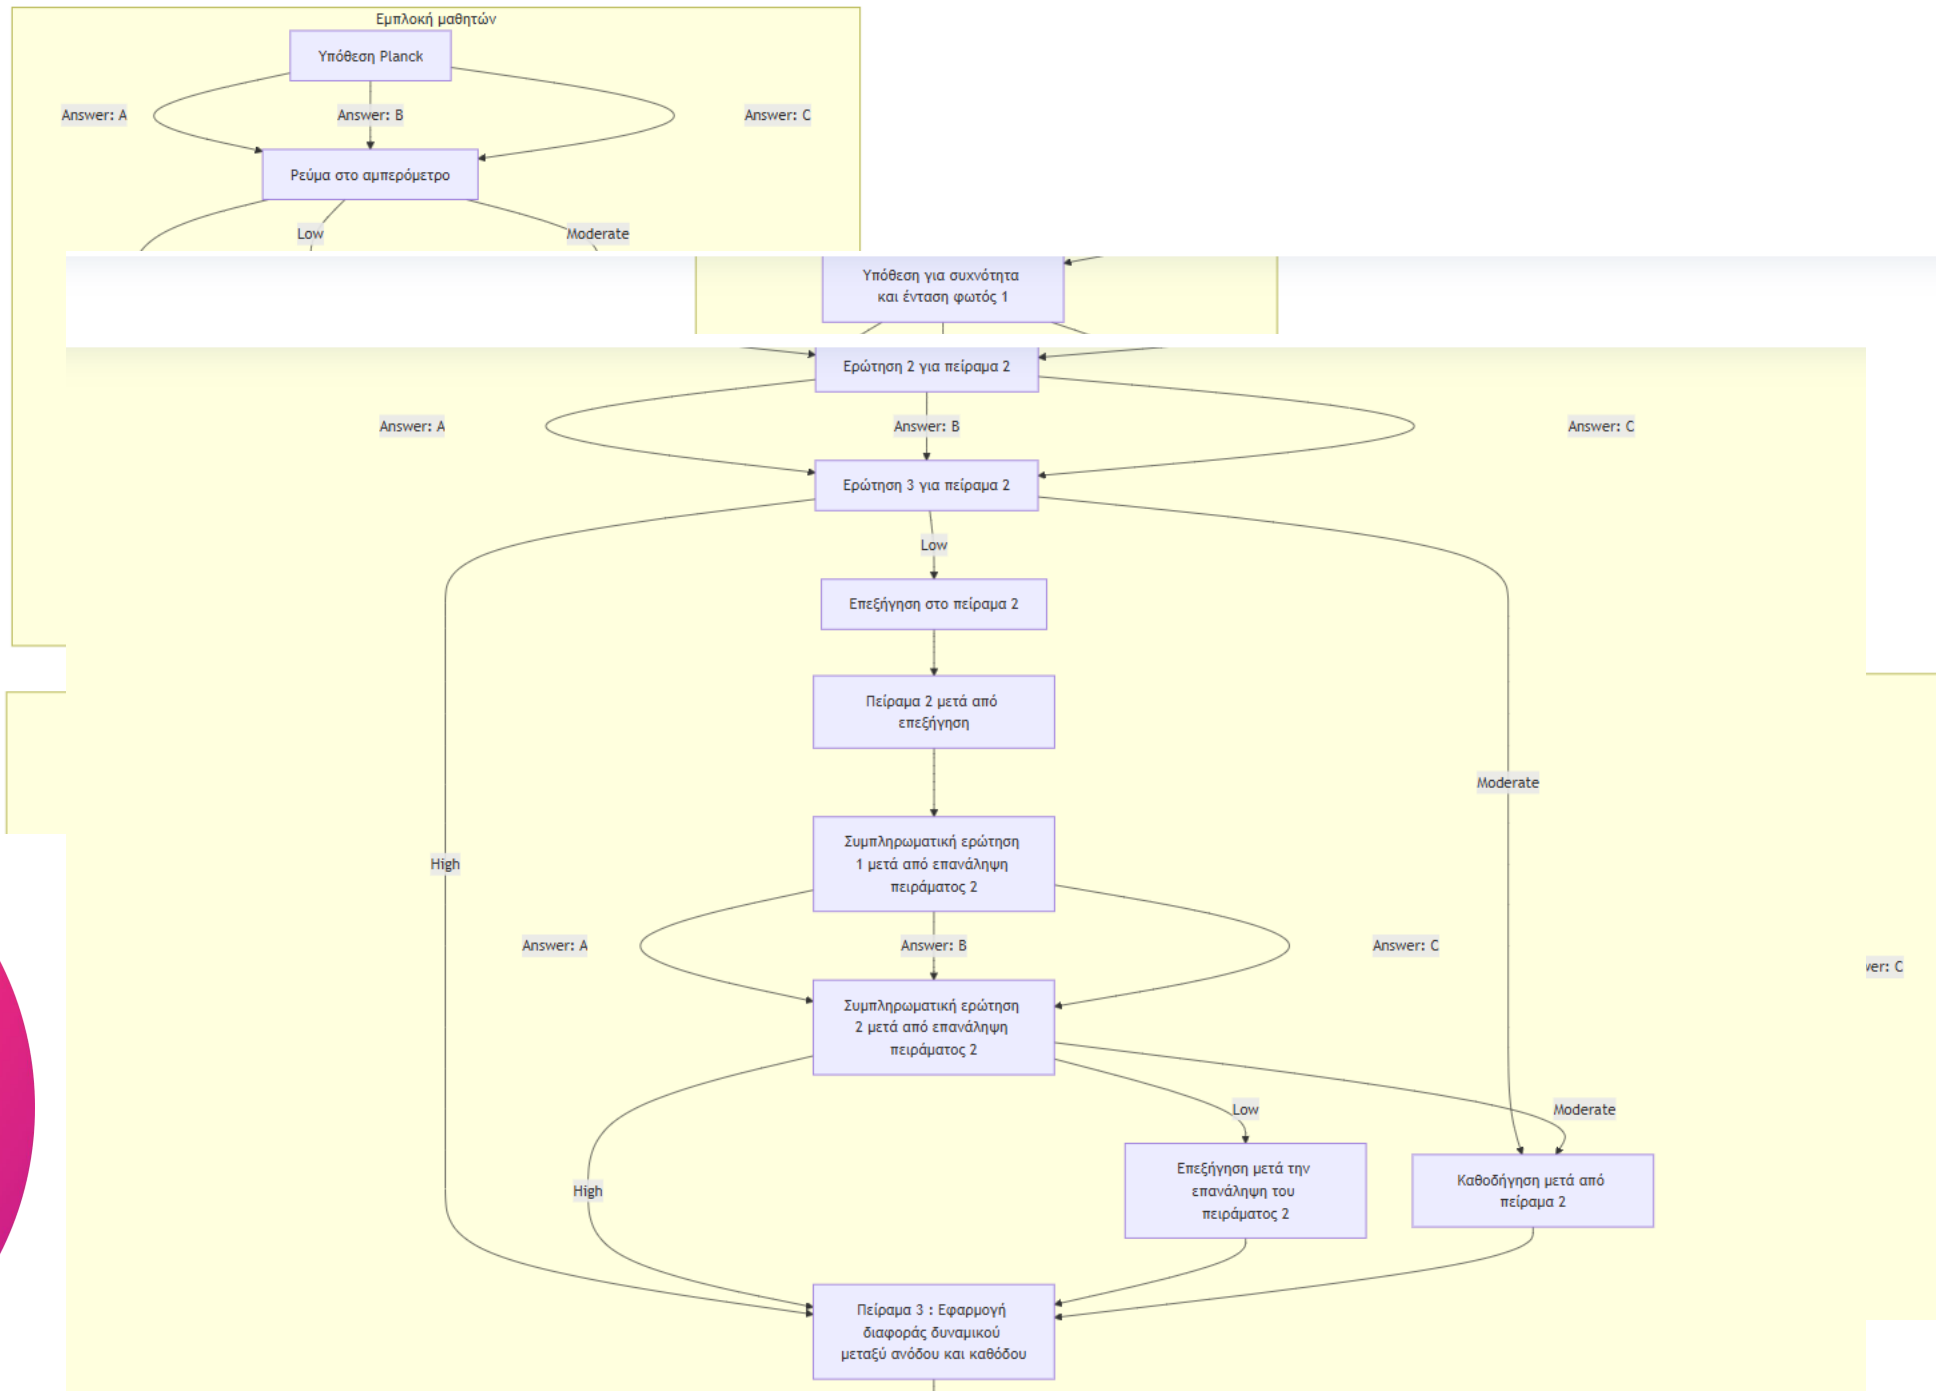 Εμπλοκή μαθητών
Υπόθεση Planck
Answer: A
Answer: B
Answer: C
Ρεύμα στο αμπερόμετρο
Low
Moderate
Υπόθεση για συχνότητα
και ένταση φωτός 1
Ερώτηση 2 για πείραμα 2
Answer: A
Answer: B
Answer: C
Ερώτηση 3 για πείραμα 2
Low
Επεξήγηση στο πείραμα 2
Πείραμα 2 μετά από
επεξήγηση
Moderate
High
Συμπληρωματική ερώτηση
1 μετά από επανάληψη
πειράματος 2
Answer: A
Answer: B
Answer: C
ver: C
Συμπληρωματική ερώτηση
2 μετά από επανάληψη
πειράματος 2
Low
Moderate
High
Επεξήγηση μετά την
επανάληψη του
πειράματος 2
Καθοδήγηση μετά από
πείραμα 2
Πείραμα 3 : Εφαρμογή
διαφοράς δυναμικού
μεταξύ ανόδου και καθόδου